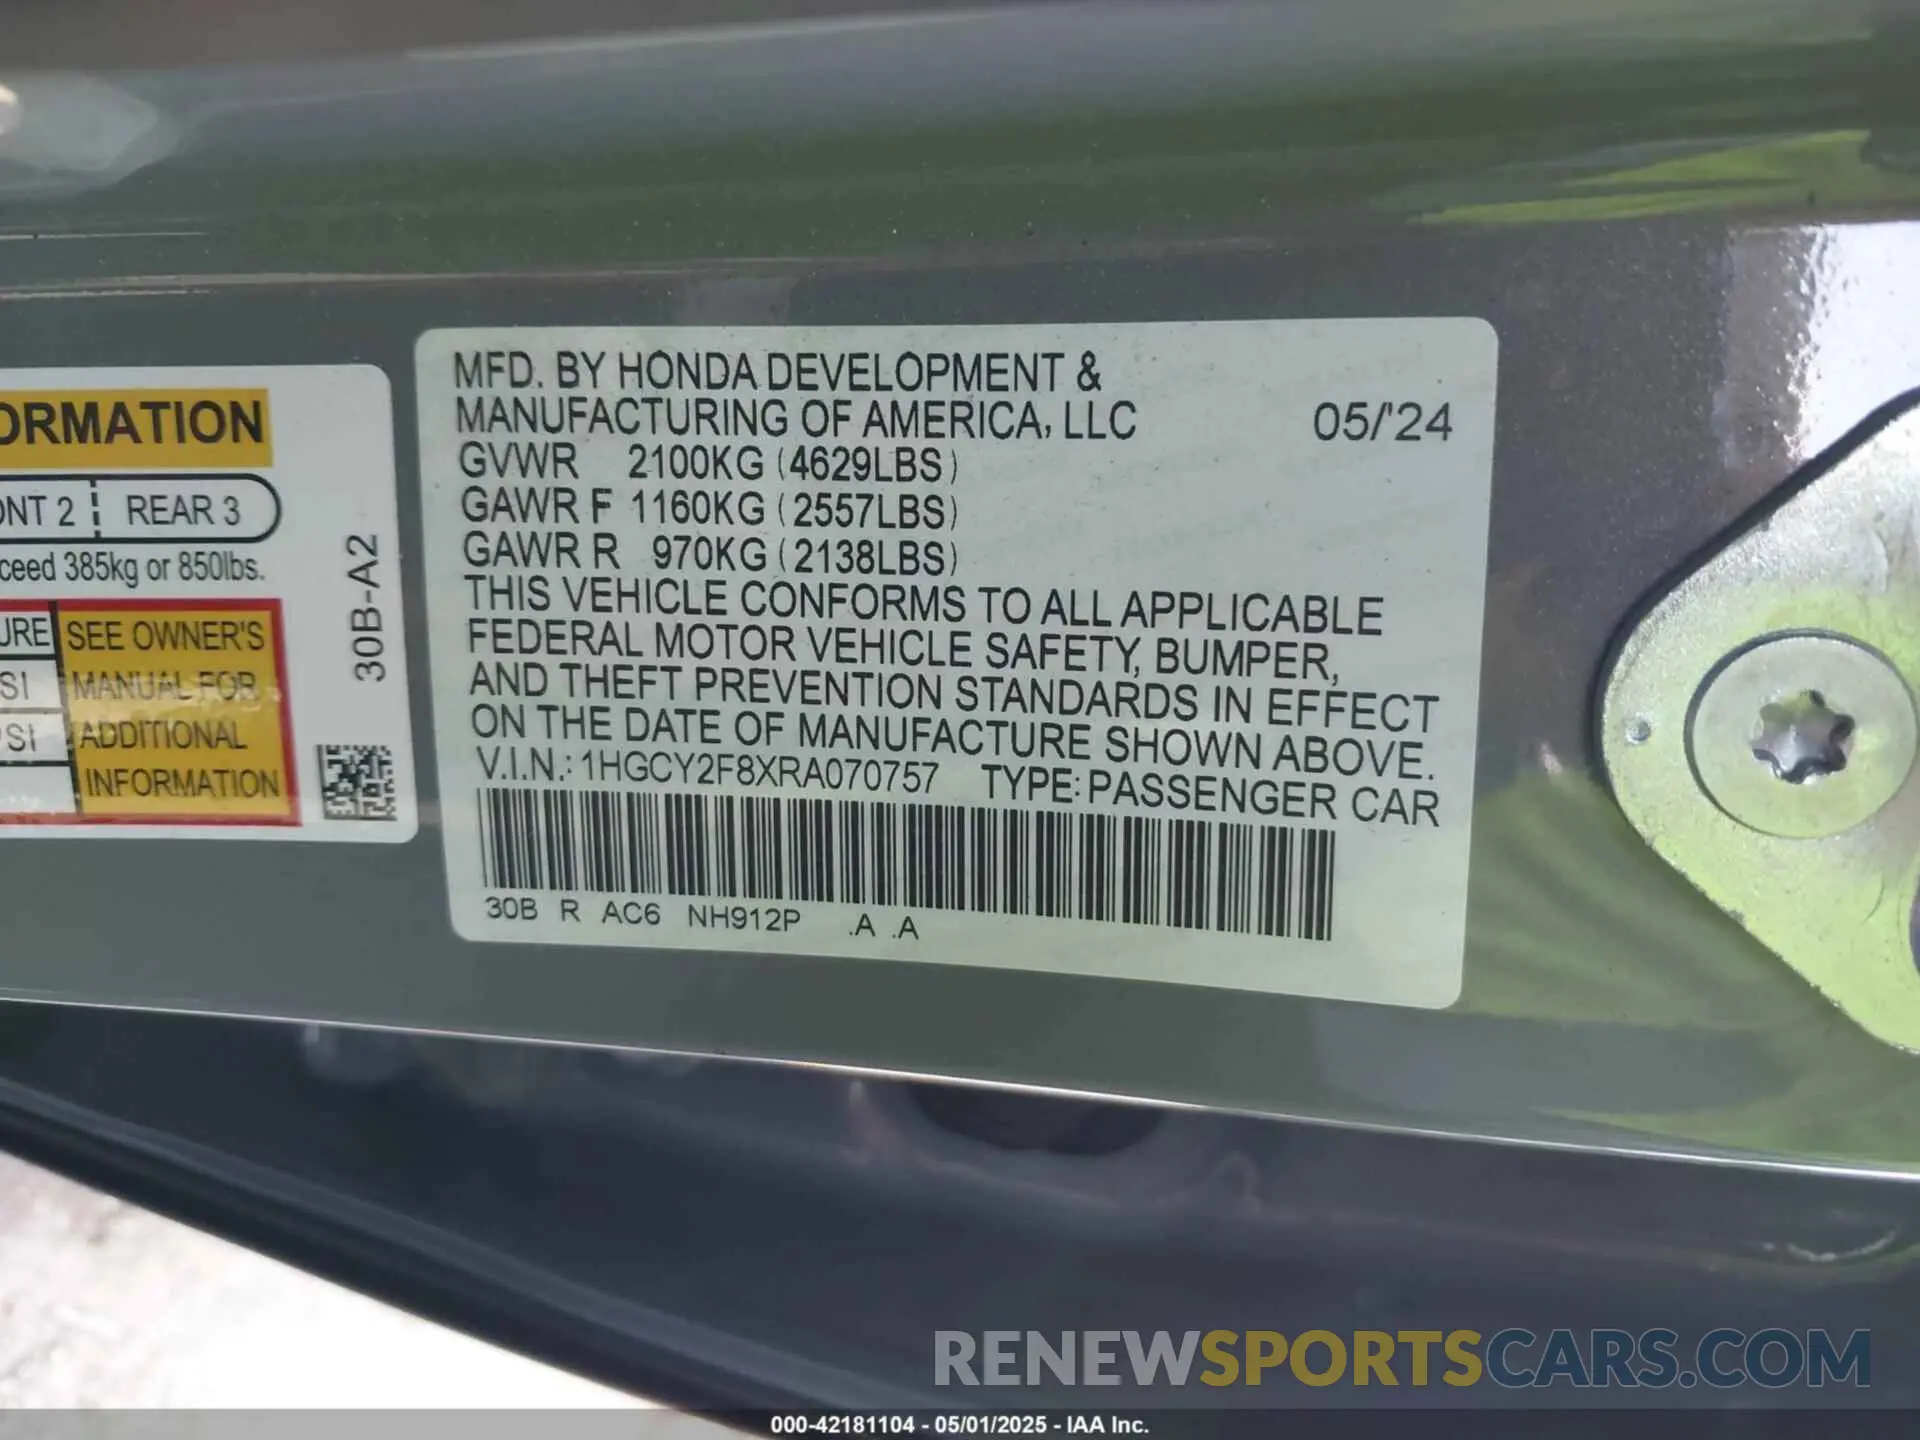 ORMATION
ONT 2 REAR 3
ceed 385kg or 850lbs.
URE SEE OWNER'S
SI MANUAL FOR
PSI ADDITIONAL
INFORMATION
30B-A2
MFD. BY HONDA DEVELOPMENT &
MANUFACTURING OF AMERICA, LLC 05/'24
GVWR 2100KG (4629LBS)
GAWR F 1160KG (2557LBS)
GAWR R 970KG (2138LBS)
THIS VEHICLE CONFORMS TO ALL APPLICABLE
FEDERAL MOTOR VEHICLE SAFETY, BUMPER,
AND THEFT PREVENTION STANDARDS IN EFFECT
ON THE DATE OF MANUFACTURE SHOWN ABOVE.
V.I.N.: 1HGCY2F8XRA070757 TYPE: PASSENGER CAR
30B R AC6 NH912P .A .A
RENEWSPORTSCARS.COM
000-42181104 - 05/01/2025 - IAA Inc.